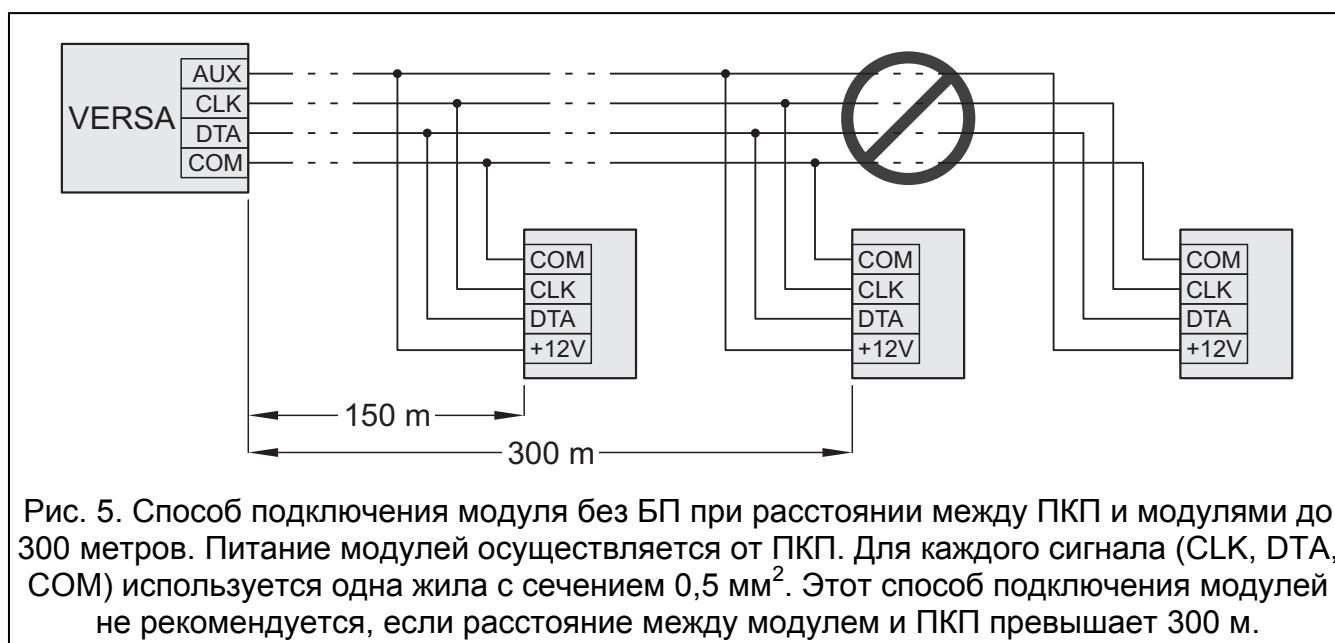 VERSA
AUX
CLK
DTA
COM
COM
CLK
DTA
+12V
COM
CLK
DTA
+12V
COM
CLK
DTA
+12V
150 m
300 m
Рис. 5. Способ подключения модуля без БП при расстоянии между ПКП и модулями до
300 метров. Питание модулей осуществляется от ПКП. Для каждого сигнала (CLK, DTA,
COM) используется одна жила с сечением 0,5 мм². Этот способ подключения модулей
не рекомендуется, если расстояние между модулем и ПКП превышает 300 м.